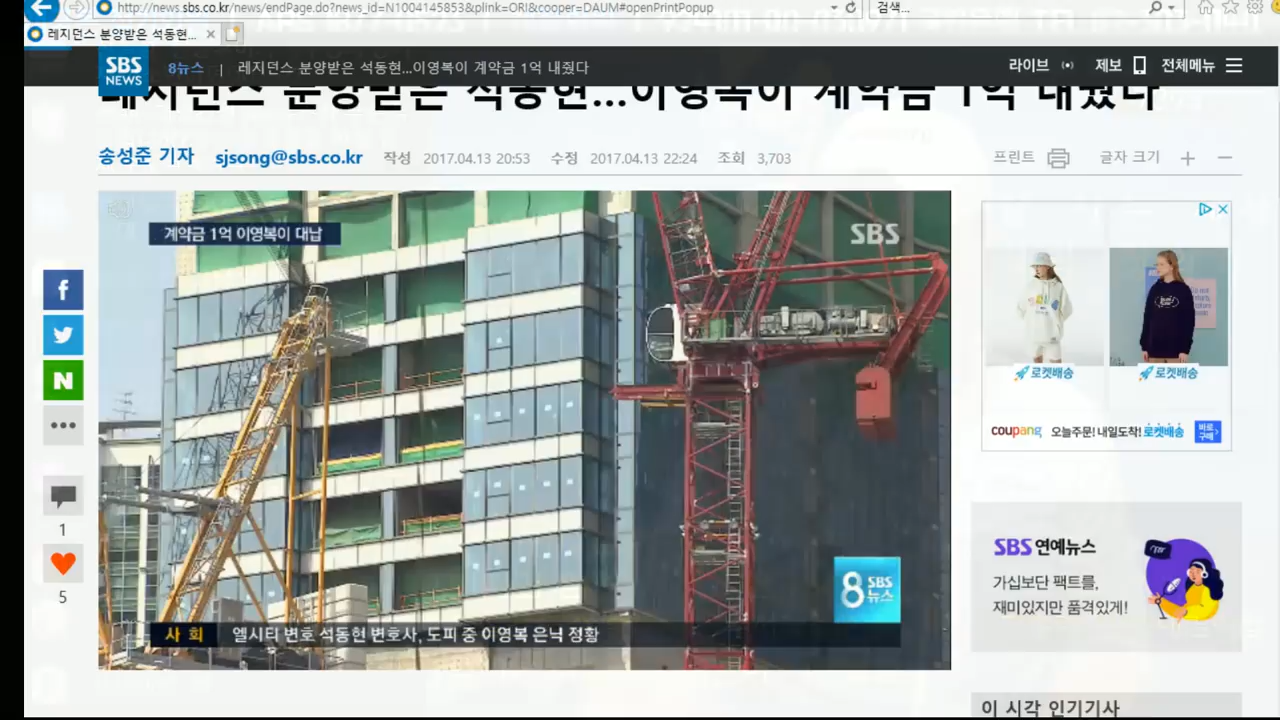 http://news.sbs.co.kr/news/endPage.do?news_id=N1004145853&plink=ORI&cooper=DAUM#openPrintPopup
검색...
레지던스 분양받은 석동현...
SBS NEWS
8뉴스 | 레지던스 분양받은 석동현...이영복이 계약금 1억 내줬다
라이브 제보 전체메뉴
레지던스 분양받은 석동현...이영복이 계약금 1억 내줬다
송성준 기자 sjsong@sbs.co.kr 작성 2017.04.13 20:53 수정 2017.04.13 22:24 조회 3,703
프린트 글자 크기 + −
계약금 1억 이영복이 대납
SBS
f
N
1
5
로켓배송
로켓배송
coupang 오늘주문! 내일도착! 로켓배송 바로구매
SBS 연예뉴스
가십보단 팩트를,
재미있지만 품격있게!
8 SBS 뉴스
사 회 엘시티 변호 석동현 변호사, 도피 중 이영복 은닉 정황
이 시각 인기기사